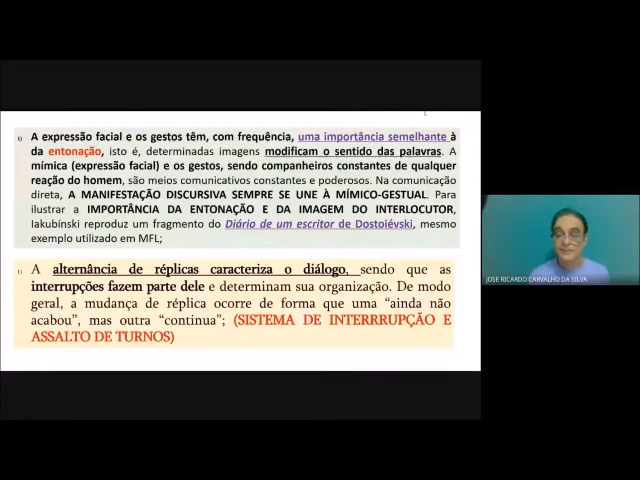 A expressão facial e os gestos têm, com frequência, uma importância semelhante à
da entonação, isto é, determinadas imagens modificam o sentido das palavras. A
mímica (expressão facial) e os gestos, sendo companheiros constantes de qualquer
reação do homem, são meios comunicativos constantes e poderosos. Na comunicação
direta, A MANIFESTAÇÃO DISCURSIVA SEMPRE SE UNE À MÍMICO-GESTUAL. Para
ilustrar a IMPORTÂNCIA DA ENTONAÇÃO E DA IMAGEM DO INTERLOCUTOR,
Iakubínski reproduz um fragmento do Diário de um escritor de Dostoiévski, mesmo
exemplo utilizado em MFL;
A alternância de réplicas caracteriza o diálogo, sendo que as
interrupções fazem parte dele e determinam sua organização. De modo
geral, a mudança de réplica ocorre de forma que uma “ainda não
acabou”, mas outra “continua”; (SISTEMA DE INTERRRUPÇÃO E
ASSALTO DE TURNOS)
JOSE RICARDO CARVALHO DA SILVA